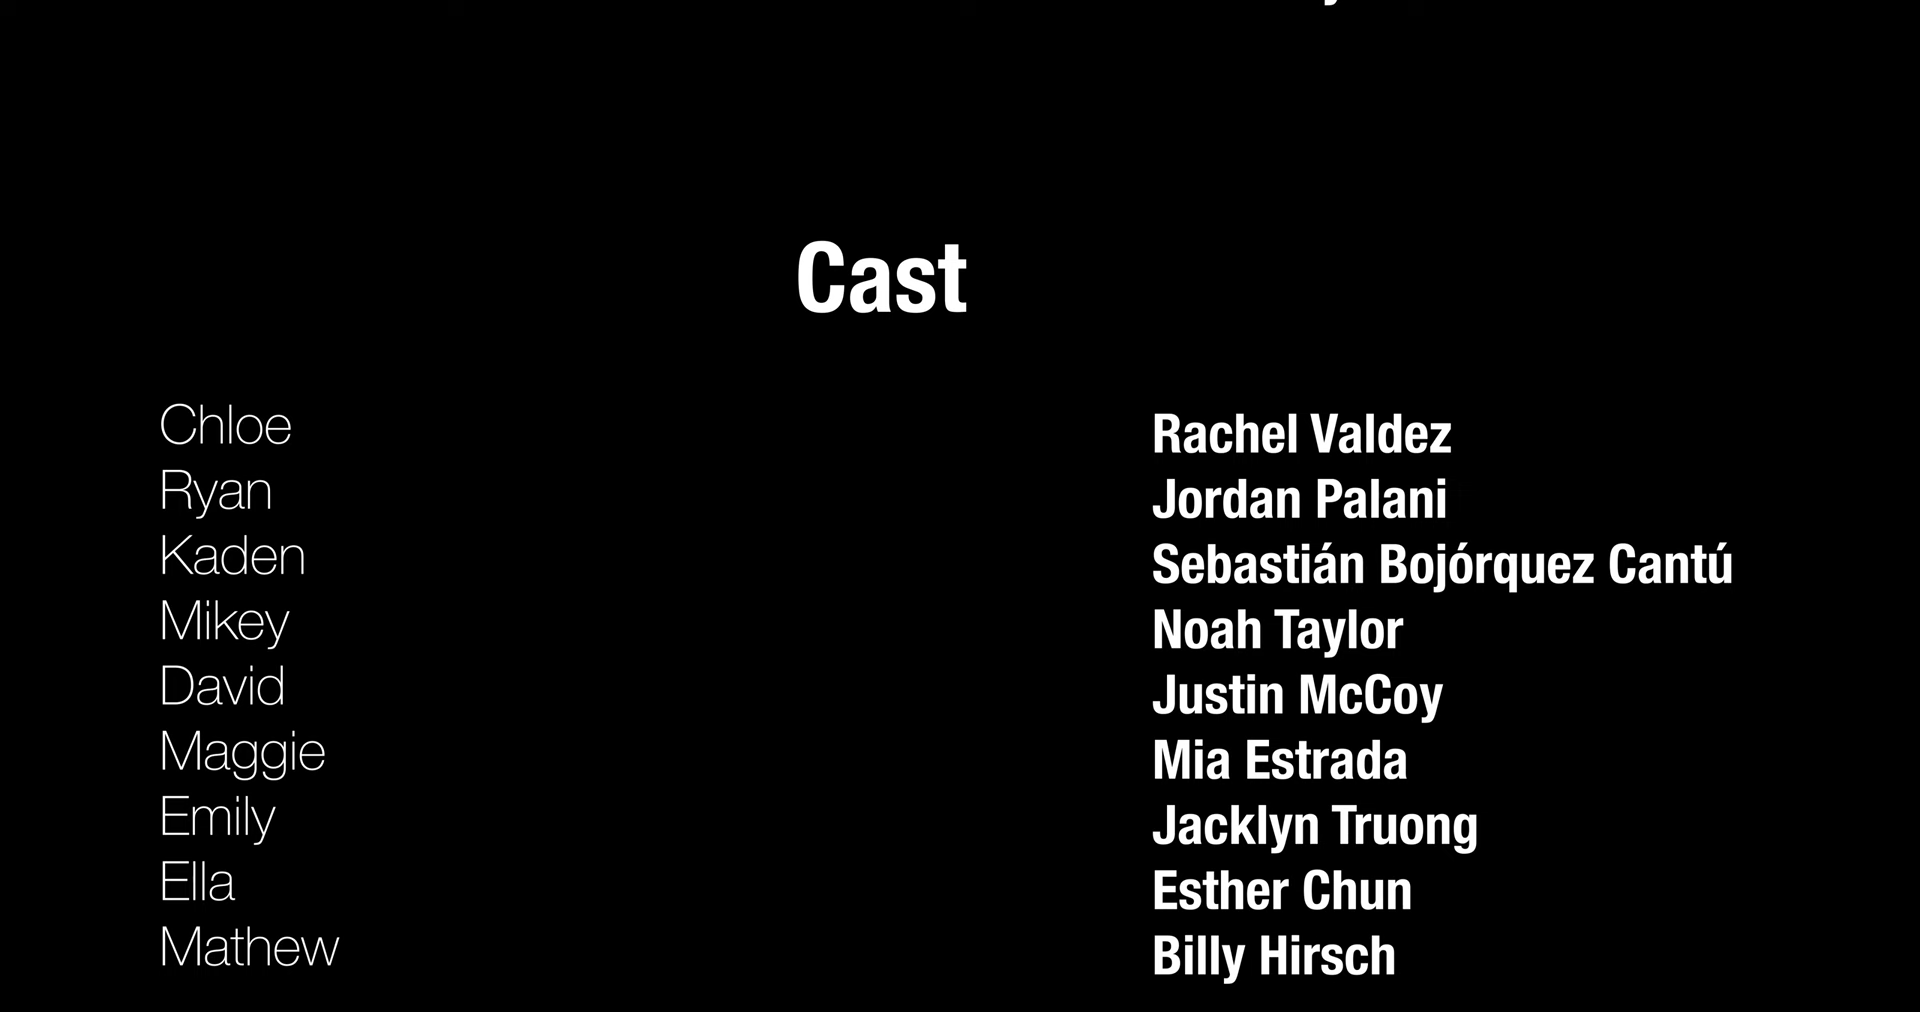 Cast
Chloe Rachel Valdez
Ryan Jordan Palani
Kaden Sebastián Bojórquez Cantú
Mikey Noah Taylor
David Justin McCoy
Maggie Mia Estrada
Emily Jacklyn Truong
Ella Esther Chun
Mathew Billy Hirsch